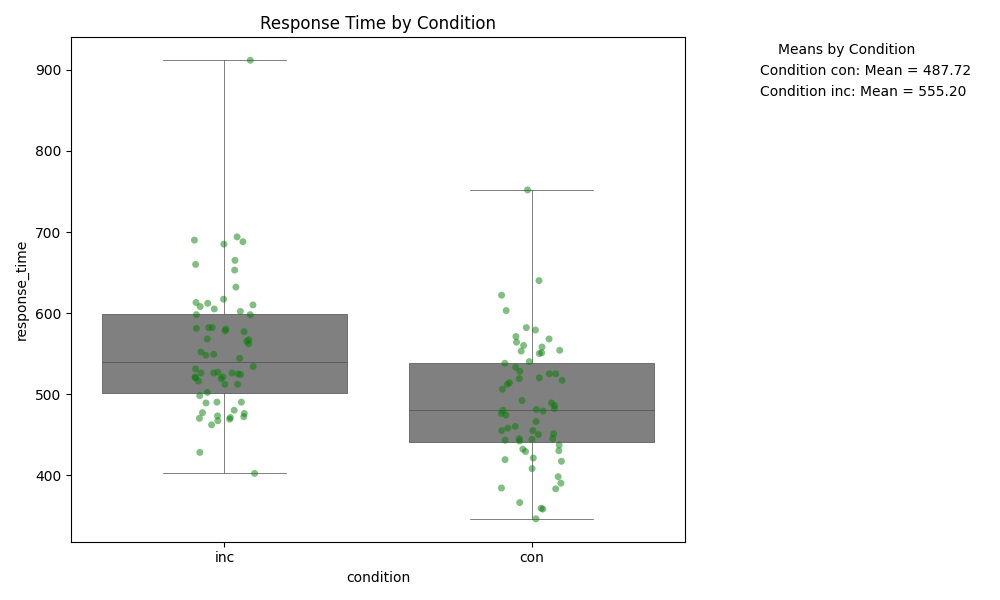 Response Time by Condition
Means by Condition
Condition con: Mean = 487.72
Condition inc: Mean = 555.20
900
800
700
600
500
400
response_time
inc
con
condition